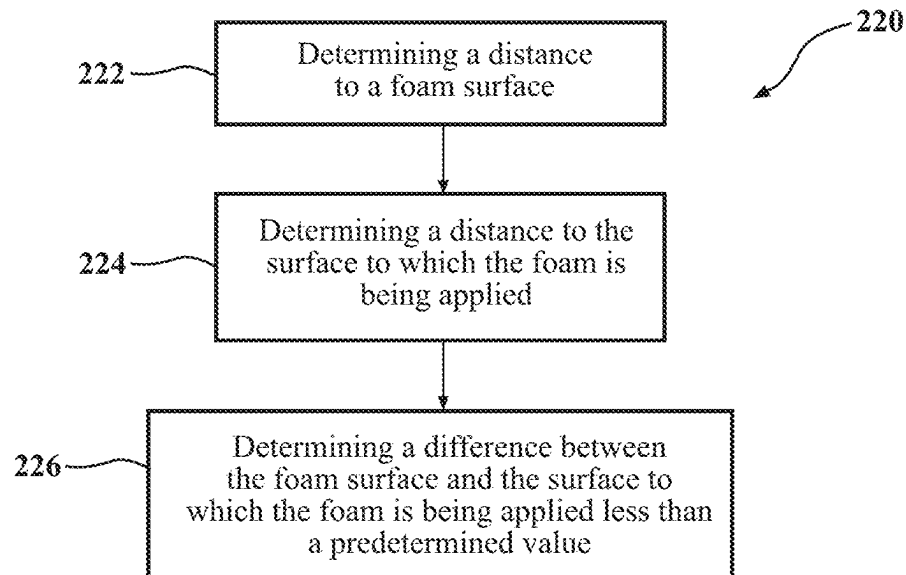 220
222
Determining a distance
to a foam surface
224
Determining a distance to the
surface to which the foam is
being applied
226
Determining a difference between
the foam surface and the surface to
which the foam is being applied less than
a predetermined value